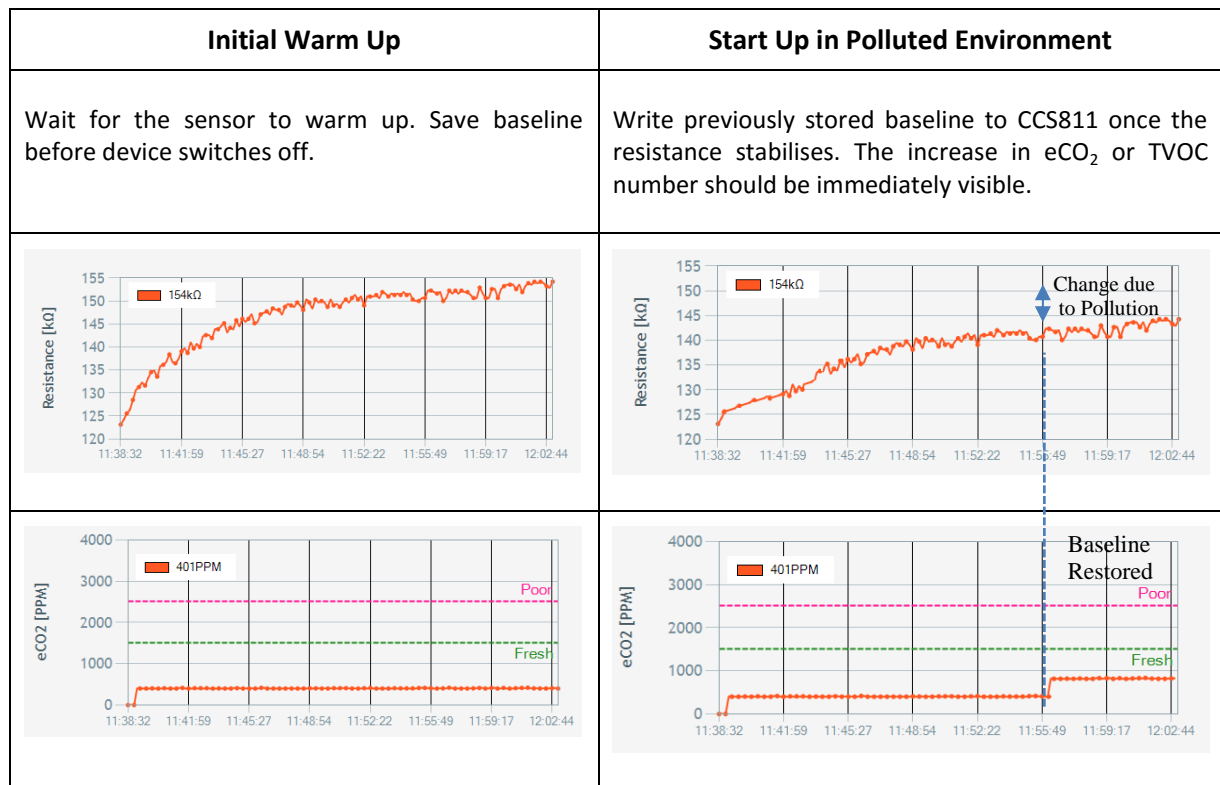 Initial Warm Up
Start Up in Polluted Environment
Wait for the sensor to warm up. Save baseline
before device switches off.
Write previously stored baseline to CCS811 once the
resistance stabilises. The increase in eCO₂ or TVOC
number should be immediately visible.
155
150
145
140
135
130
125
120
Resistance [kΩ]
154kΩ
11:38:32 11:41:59 11:45:27 11:48:54 11:52:22 11:55:49 11:59:17 12:02:44
155
150
145
140
135
130
125
120
Resistance [kΩ]
154kΩ
Change due
to Pollution
11:38:32 11:41:59 11:45:27 11:48:54 11:52:22 11:55:49 11:59:17 12:02:44
4000
3000
2000
1000
0
eCO2 [PPM]
401PPM
Poor
Fresh
11:38:32 11:41:59 11:45:27 11:48:54 11:52:22 11:55:49 11:59:17 12:02:44
4000
3000
2000
1000
0
eCO2 [PPM]
401PPM
Baseline
Restored
Poor
Fresh
11:38:32 11:41:59 11:45:27 11:48:54 11:52:22 11:55:49 11:59:17 12:02:44